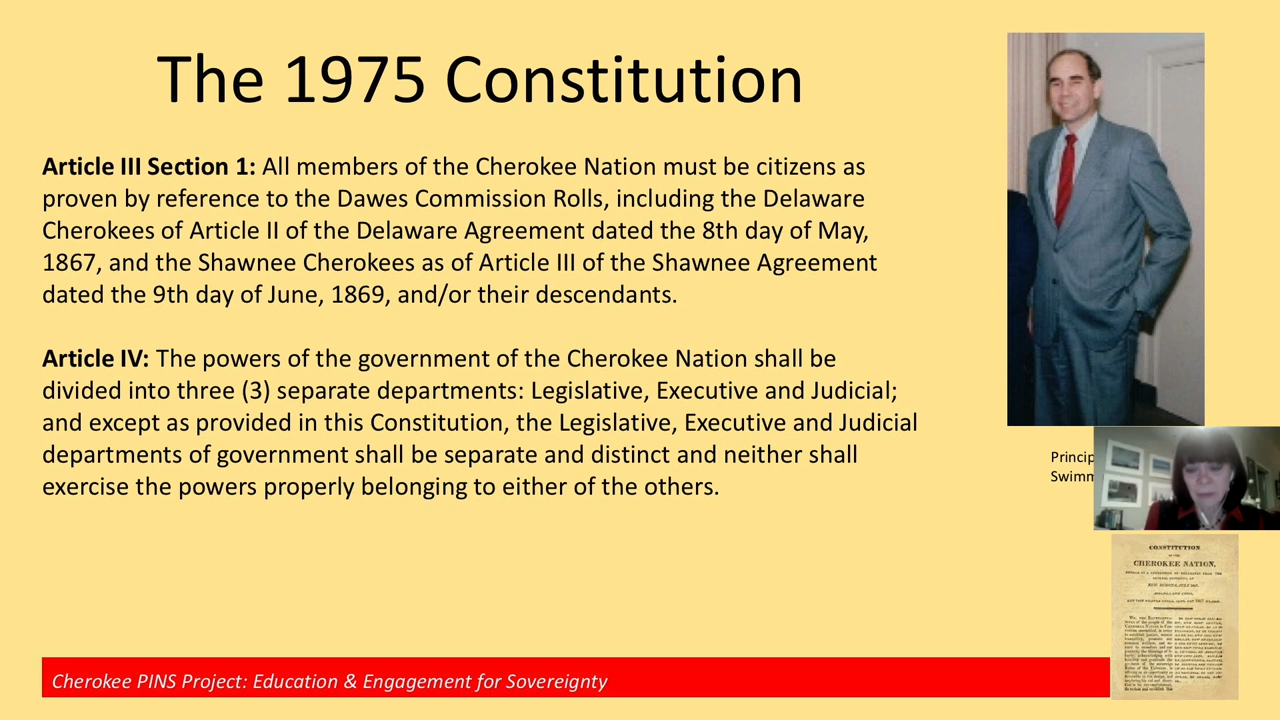 The 1975 Constitution
Article III Section 1: All members of the Cherokee Nation must be citizens as
proven by reference to the Dawes Commission Rolls, including the Delaware
Cherokees of Article II of the Delaware Agreement dated the 8th day of May,
1867, and the Shawnee Cherokees as of Article III of the Shawnee Agreement
dated the 9th day of June, 1869, and/or their descendants.
Article IV: The powers of the government of the Cherokee Nation shall be
divided into three (3) separate departments: Legislative, Executive and Judicial;
and except as provided in this Constitution, the Legislative, Executive and Judicial
departments of government shall be separate and distinct and neither shall
exercise the powers properly belonging to either of the others.
Princip
Swimm
CONSTITUTION
OF THE
CHEROKEE NATION,
Cherokee PINS Project: Education & Engagement for Sovereignty